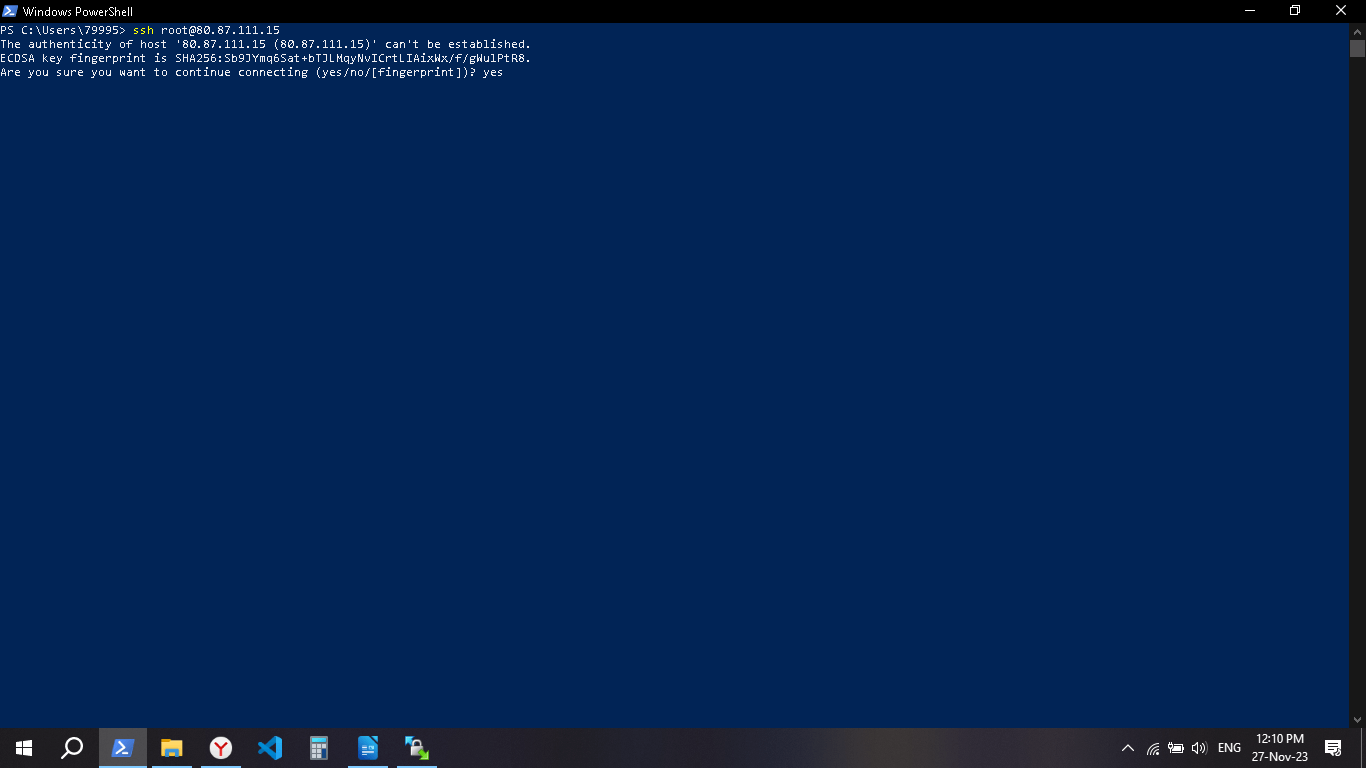 Windows PowerShell
PS C:\Users\79995> ssh root@80.87.111.15
The authenticity of host '80.87.111.15 (80.87.111.15)' can't be established.
ECDSA key fingerprint is SHA256:Sb9JYmq6Sat+bTJLMqyNvICrtLIAixWx/f/gWulPtR8.
Are you sure you want to continue connecting (yes/no/[fingerprint])? yes
ENG
12:10 PM
27-Nov-23